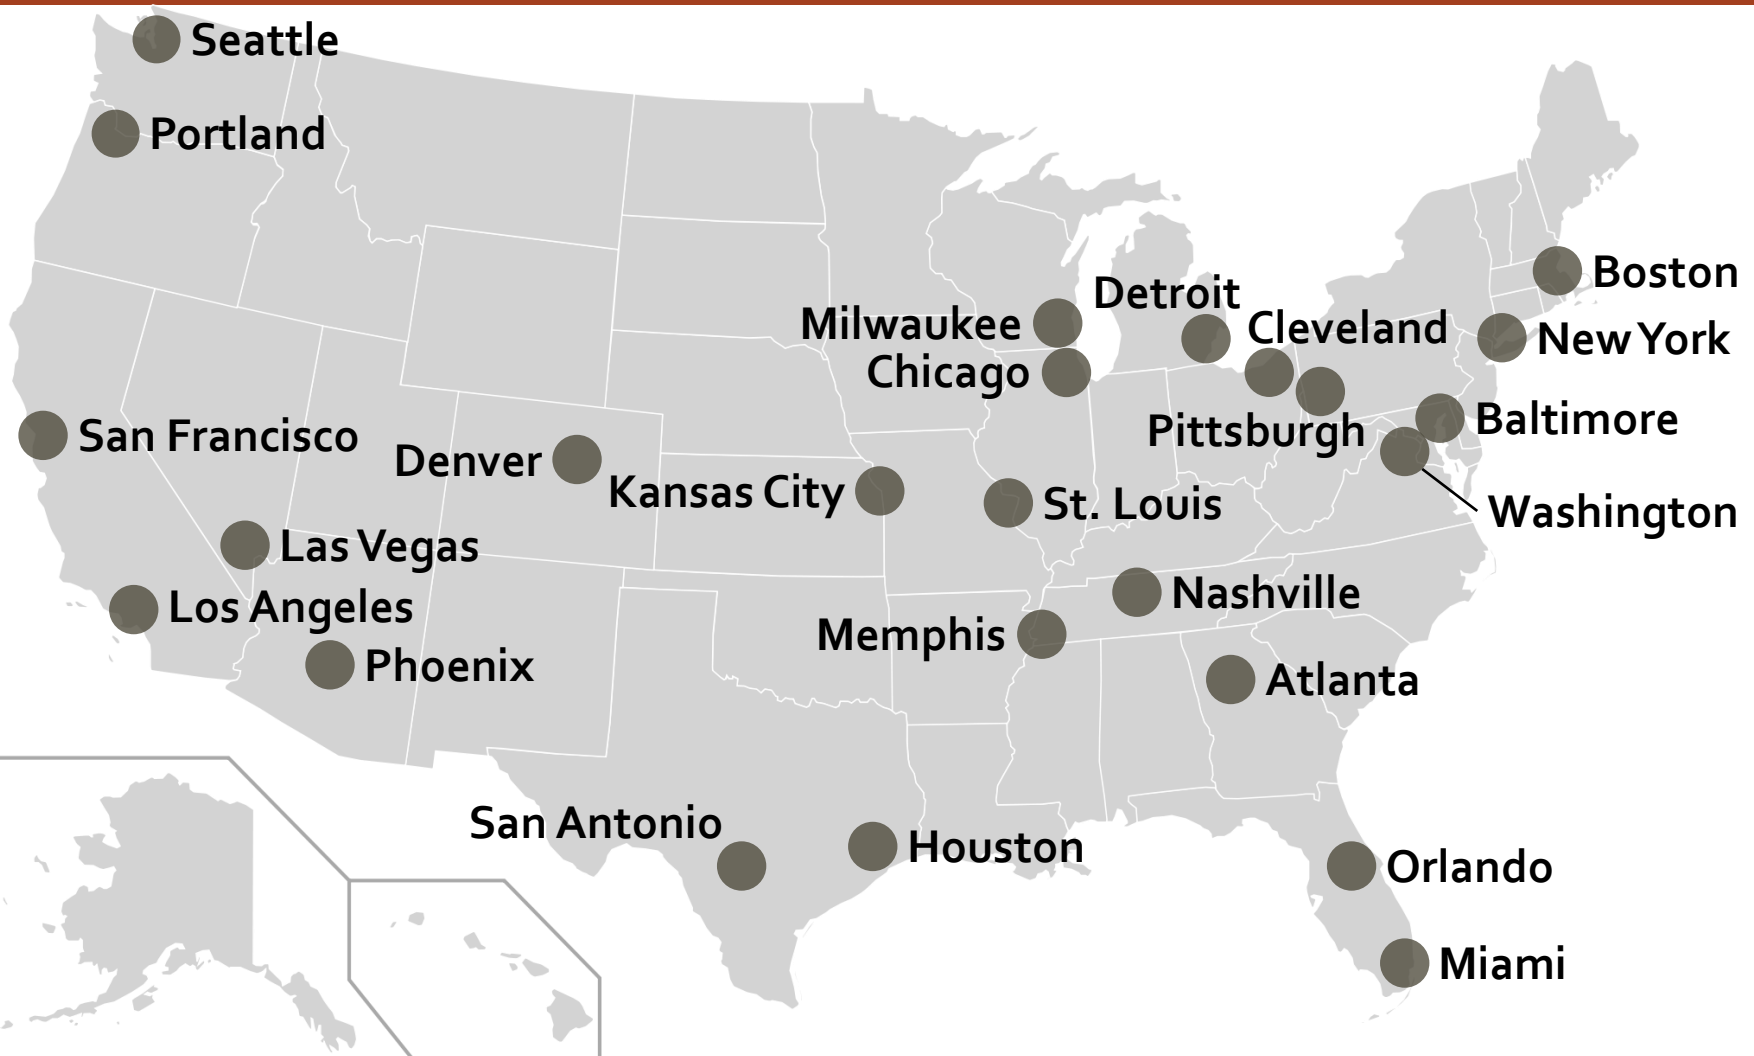 Seattle
Portland
Boston
Detroit
Milwaukee
Cleveland
New York
Chicago
Baltimore
Pittsburgh
San Francisco
Denver
Kansas City
St. Louis
Washington
Las Vegas
Nashville
Los Angeles
Memphis
Phoenix
Atlanta
San Antonio
Houston
Orlando
Miami